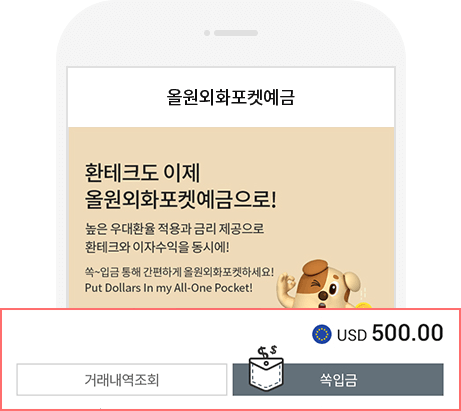 올원외화포켓예금
환테크도 이제
올원외화포켓예금으로!
높은 우대환율 적용과 금리 제공으로
환테크와 이자수익을 동시에!
쏙~입금 통해 간편하게 올원외화포켓하세요!
Put Dollars In my All-One Pocket!
USD 500.00
거래내역조회
$ $
쏙입금